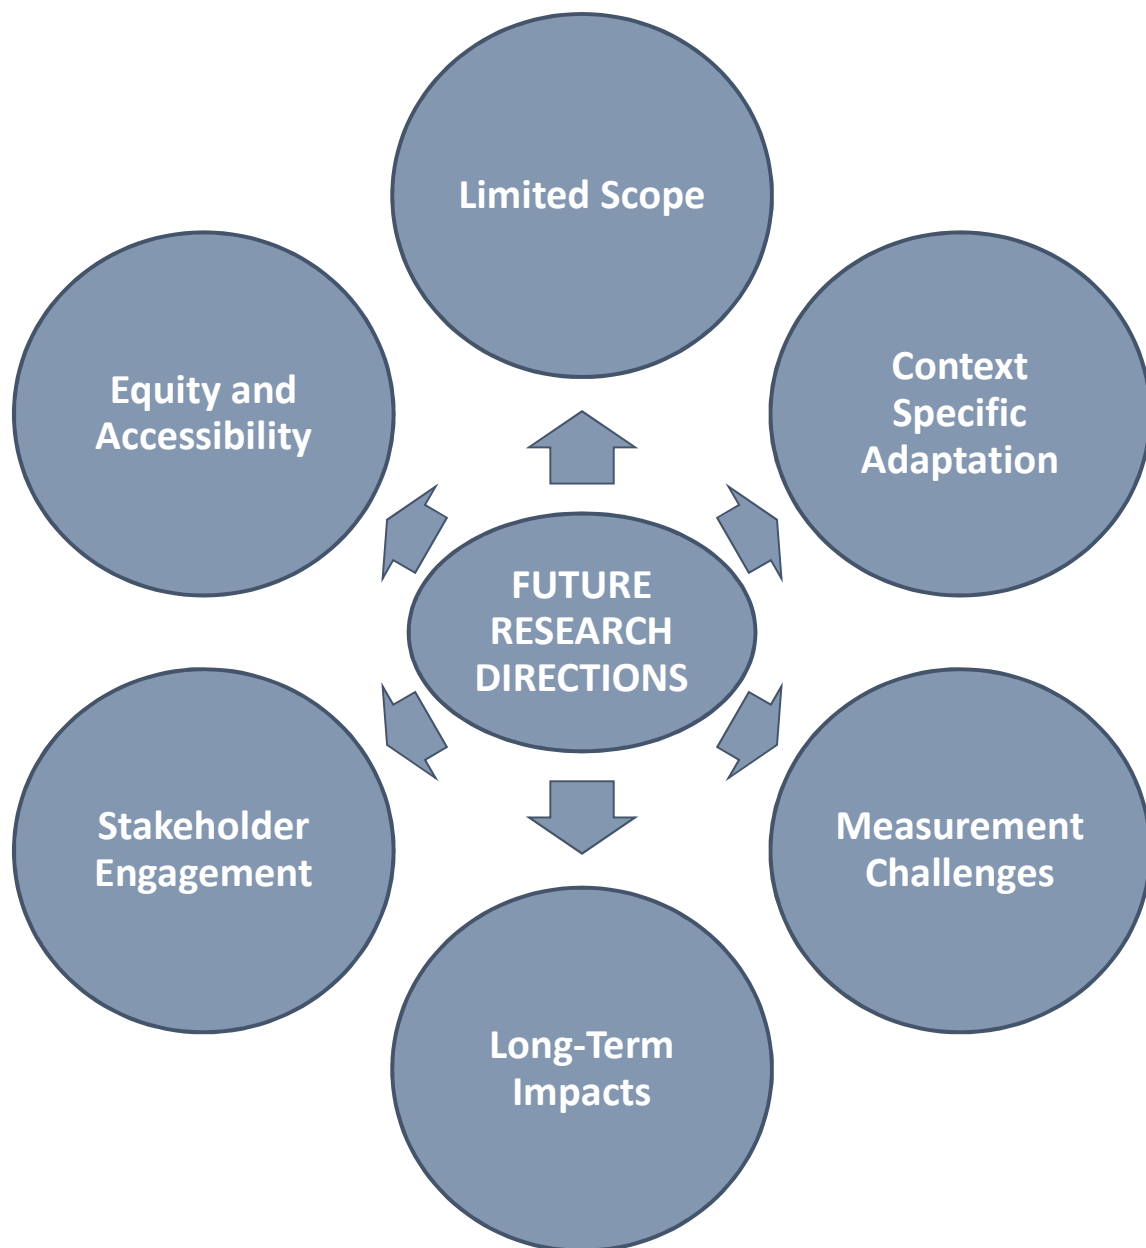 Limited Scope
Equity and
Accessibility
Context
Specific
Adaptation
FUTURE
RESEARCH
DIRECTIONS
Stakeholder
Engagement
Measurement
Challenges
Long-Term
Impacts